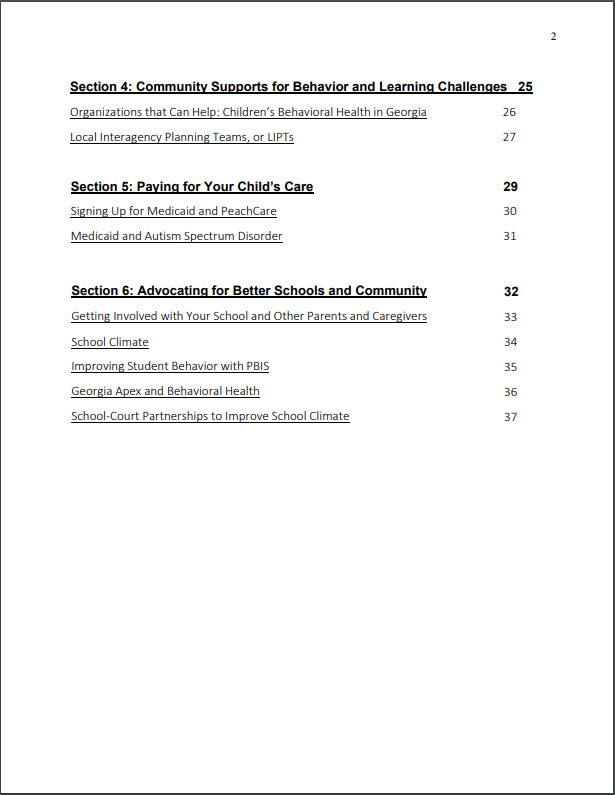 2
Section 4: Community Supports for Behavior and Learning Challenges 25
Organizations that Can Help: Children’s Behavioral Health in Georgia 26
Local Interagency Planning Teams, or LIPTs 27
Section 5: Paying for Your Child’s Care 29
Signing Up for Medicaid and PeachCare 30
Medicaid and Autism Spectrum Disorder 31
Section 6: Advocating for Better Schools and Community 32
Getting Involved with Your School and Other Parents and Caregivers 33
School Climate 34
Improving Student Behavior with PBIS 35
Georgia Apex and Behavioral Health 36
School-Court Partnerships to Improve School Climate 37